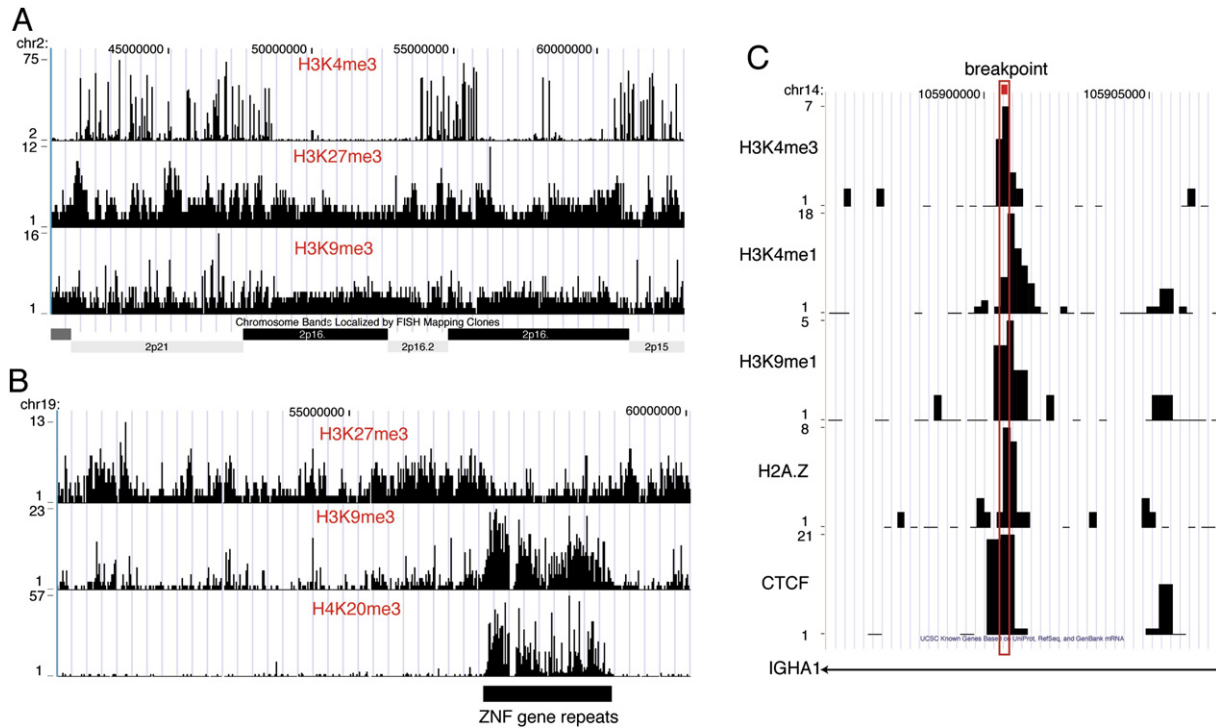 A
chr2:
45000000
50000000
55000000
60000000
75
H3K4me3
2
12
H3K27me3
1
16
H3K9me3
1
Chromosome Bands Localized by FISH Mapping Clones
2p21
2p16.
2p16.2
2p16.
2p15
B
chr19:
55000000
60000000
13
H3K27me3
1
23
H3K9me3
1
57
H4K20me3
1
ZNF gene repeats
C
breakpoint
chr14:
105900000
105905000
7
H3K4me3
1
18
H3K4me1
1
5
H3K9me1
1
8
H2A.Z
1
21
CTCF
1
UCSC Known Genes Based on UniProt, RefSeq, and GenBank mRNA
IGHA1